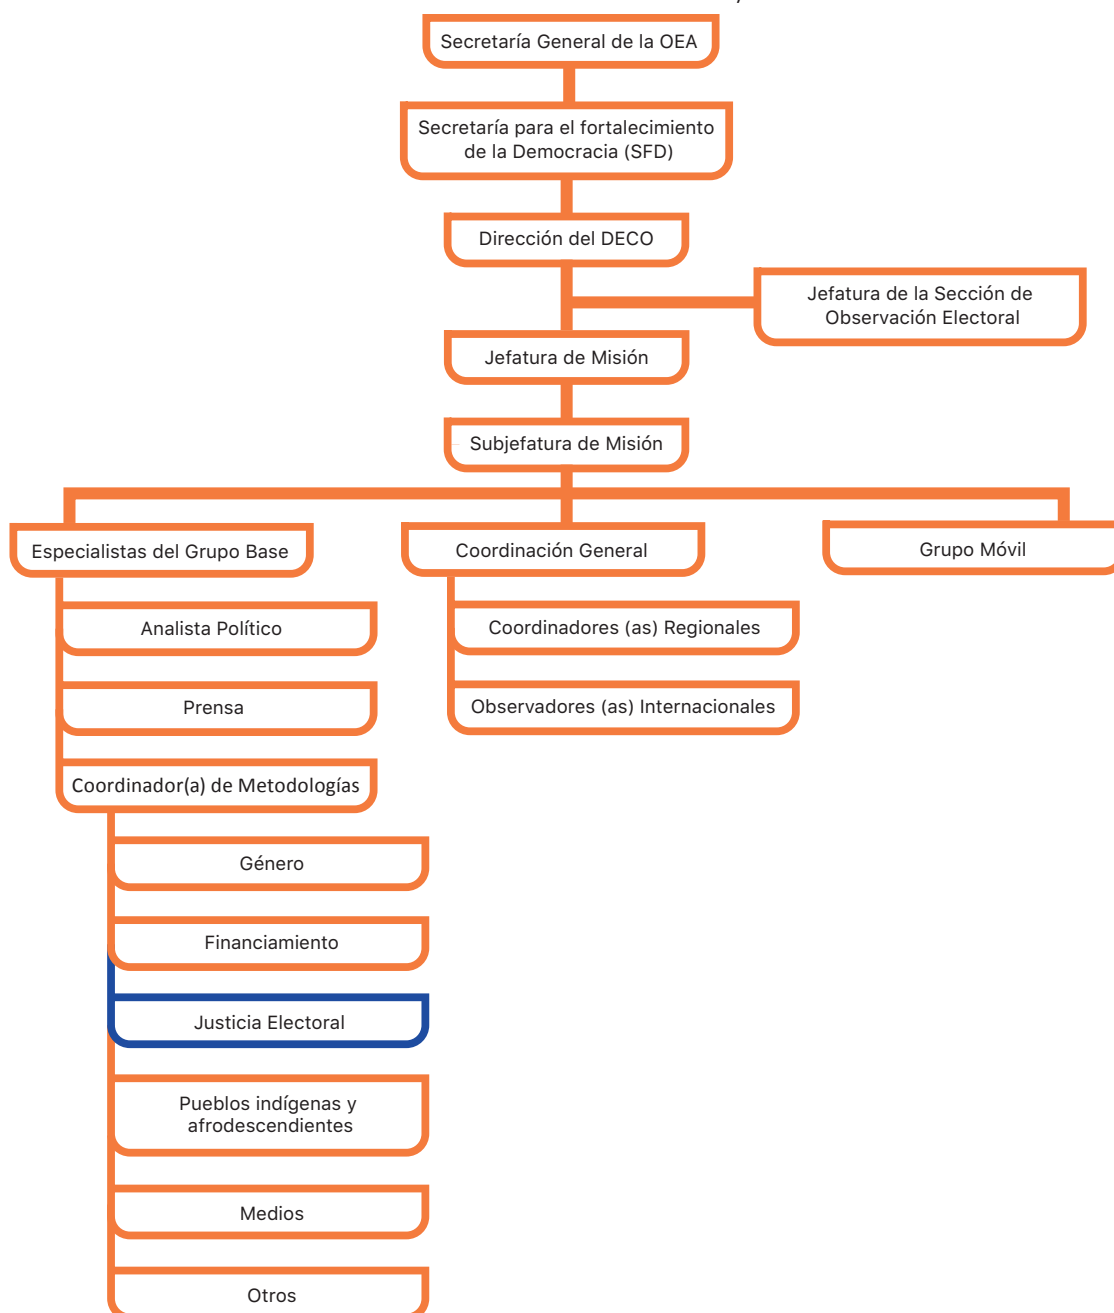 Secretaría General de la OEA
Secretaría para el fortalecimiento
de la Democracia (SFD)
Dirección del DECO
Jefatura de la Sección de
Observación Electoral
Jefatura de Misión
Subjefatura de Misión
Especialistas del Grupo Base
Coordinación General
Grupo Móvil
Analista Político
Prensa
Coordinador(a) de Metodologías
Coordinadores (as) Regionales
Observadores (as) Internacionales
Género
Financiamiento
Justicia Electoral
Pueblos indígenas y
afrodescendientes
Medios
Otros